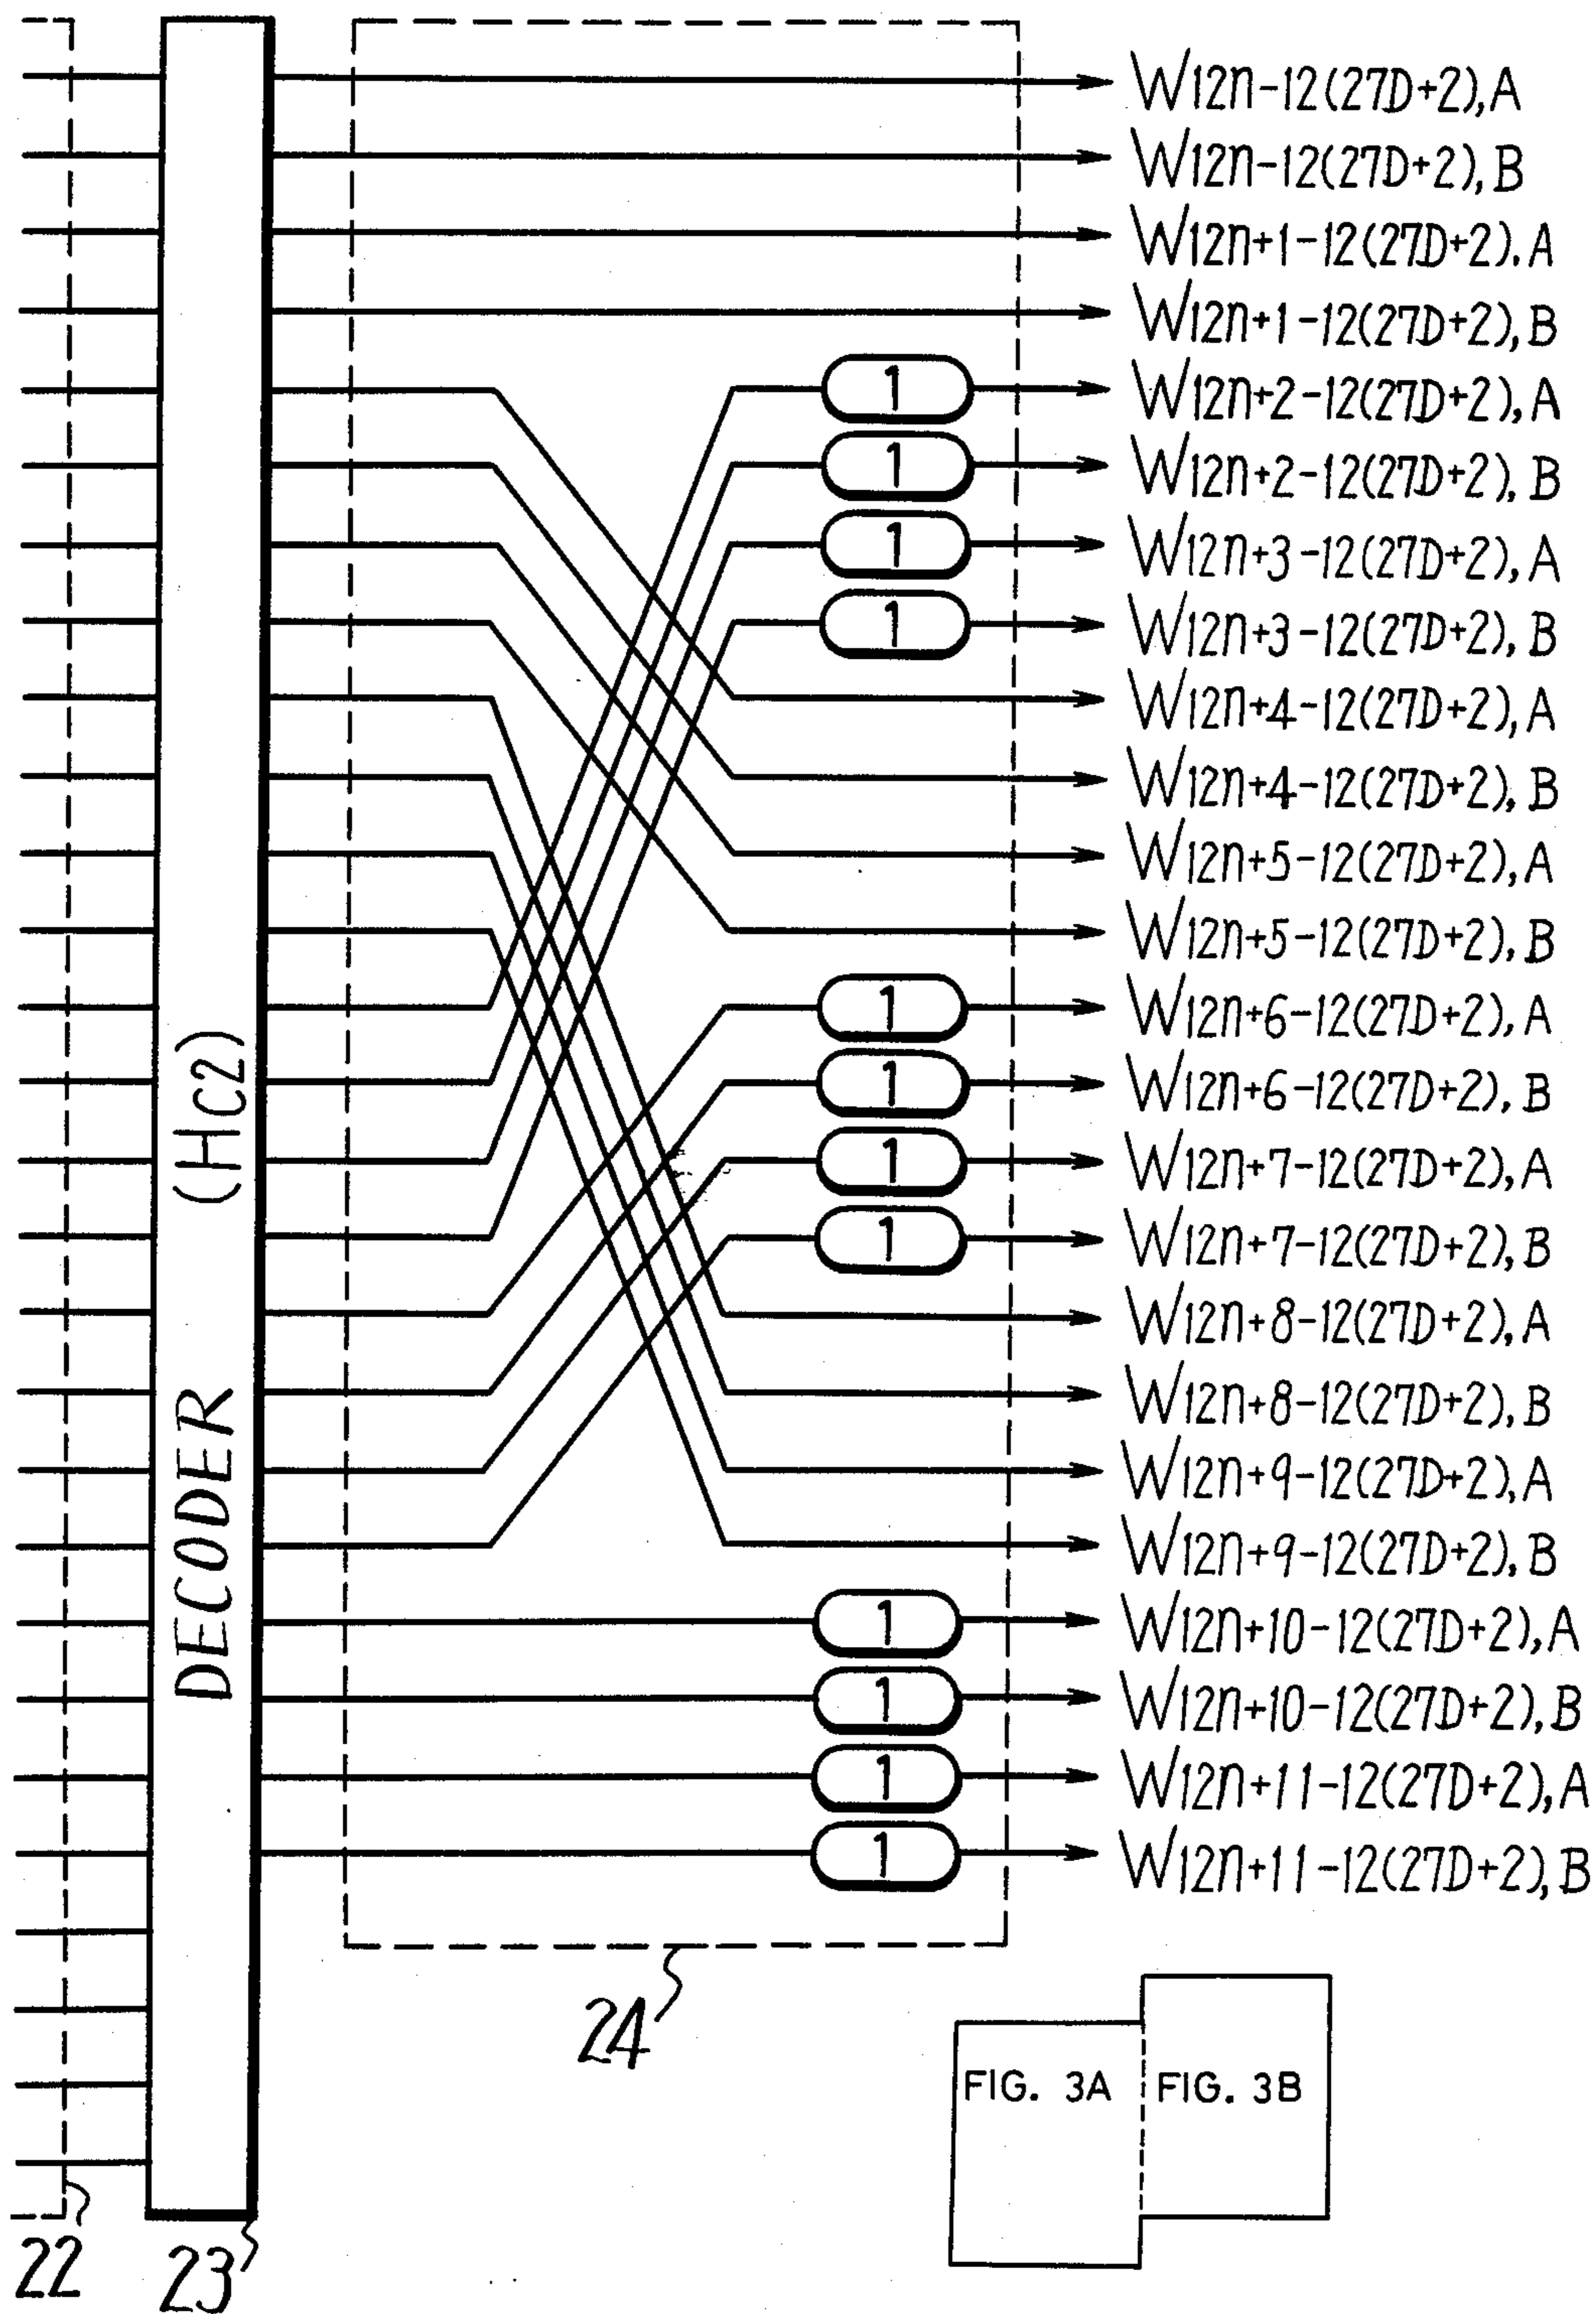 W12n-12(27D+2),A
W12n-12(27D+2),B
W12n+1-12(27D+2).A
W12n+1-12(27D+2),B
1 W12n+2-12(27D+2),A
1 W12n+2-12(27D+2),B
1 W12n+3-12(27D+2),A
1 W12n+3-12(27D+2),B
W12n+4-12(27D+2),A
W12n+4-12(27D+2),B
W12n+5-12(27D+2),A
W12n+5-12(27D+2),B
1 W12n+6-12(27D+2),A
1 W12n+6-12(27D+2),B
1 W12n+7-12(27D+2),A
1 W12n+7-12(27D+2),B
W12n+8-12(27D+2),A
W12n+8-12(27D+2),B
W12n+9-12(27D+2),A
W12n+9-12(27D+2),B
1 W12n+10-12(27D+2),A
1 W12n+10-12(27D+2),B
1 W12n+11-12(27D+2),A
1 W12n+11-12(27D+2),B
DECODER (HC2)
24
FIG. 3A FIG. 3B
22 23